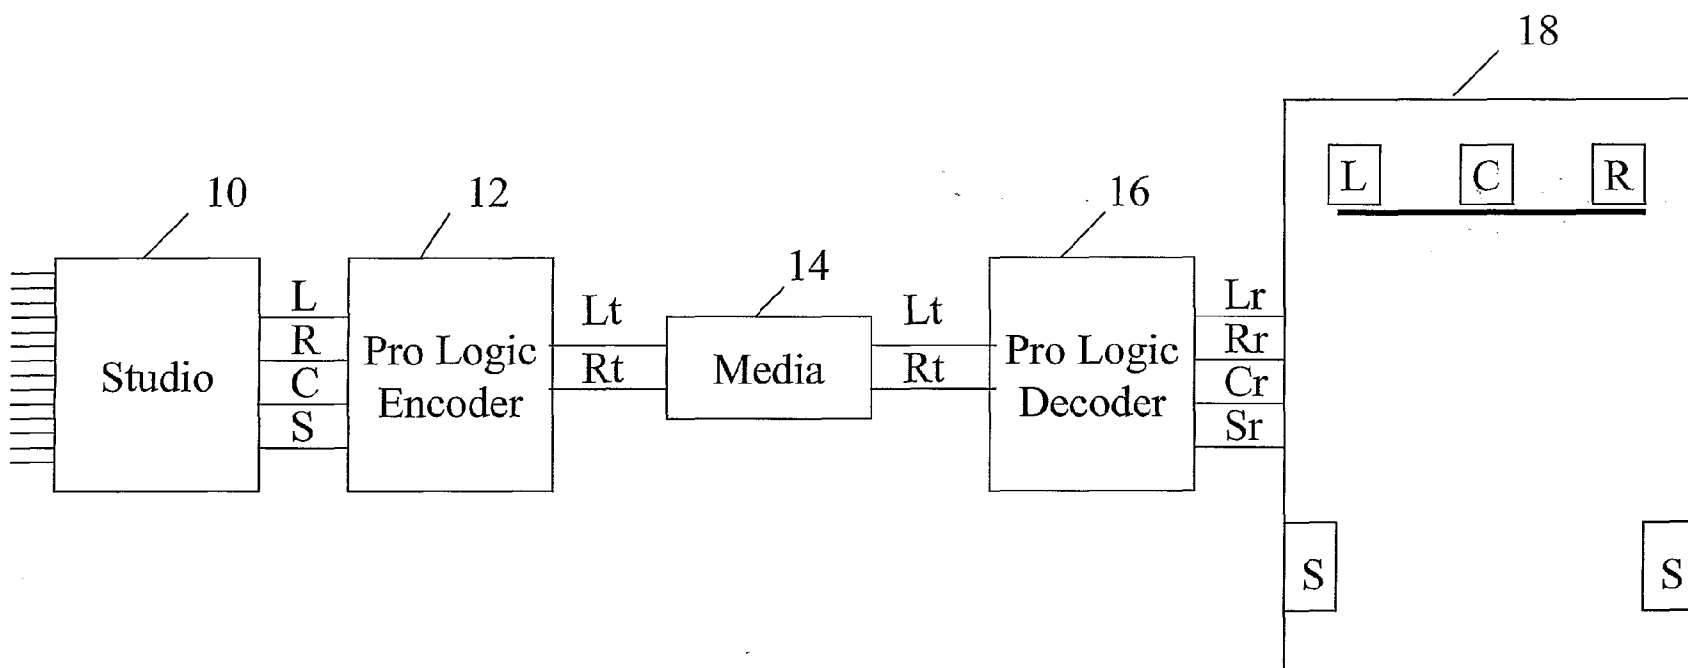 18
L C R
10
12
16
14
L
R
C
S
Lt
Rt
Lt
Rt
Lr
Rr
Cr
Sr
Studio
Pro Logic
Encoder
Media
Pro Logic
Decoder
S S